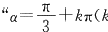 “α = π/3 + kπ(k